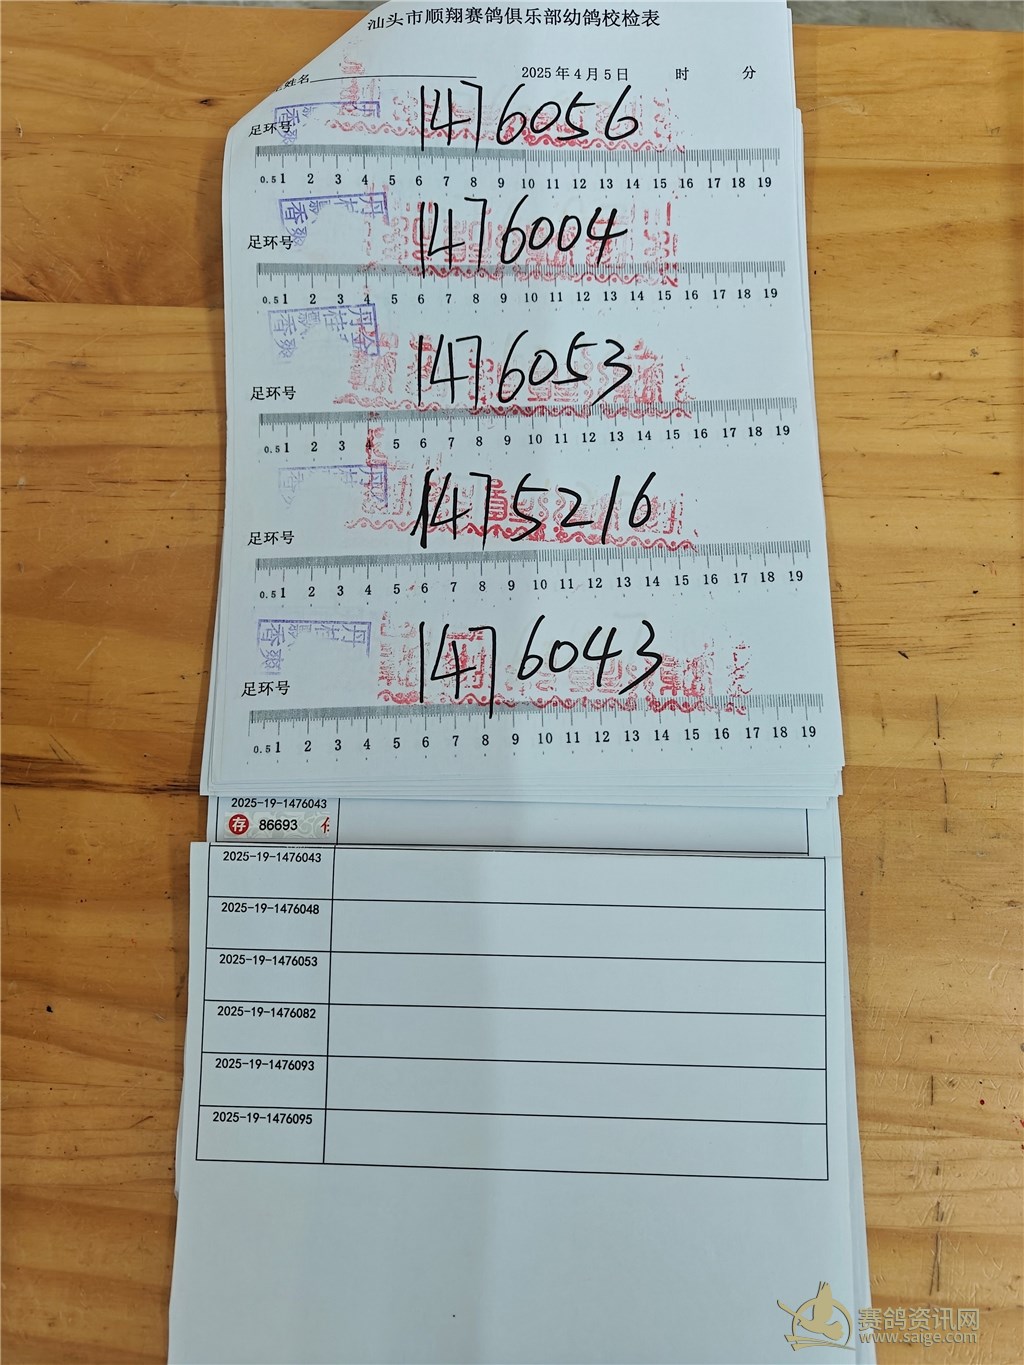 汕头市顺翔赛鸽俱乐部幼鸽校检表
姓名 2025年4月5日 时 分
足环号 1476056
0.5 1 2 3 4 5 6 7 8 9 10 11 12 13 14 15 16 17 18 19
足环号 1476004
0.5 1 2 3 4 5 6 7 8 9 10 11 12 13 14 15 16 17 18 19
足环号 1476053
0.5 1 2 3 4 5 6 7 8 9 10 11 12 13 14 15 16 17 18 19
足环号 1475216
0.5 1 2 3 4 5 6 7 8 9 10 11 12 13 14 15 16 17 18 19
足环号 1476043
0.5 1 2 3 4 5 6 7 8 9 10 11 12 13 14 15 16 17 18 19
2025-19-1476043
存 86693
2025-19-1476043
2025-19-1476048
2025-19-1476053
2025-19-1476082
2025-19-1476093
2025-19-1476095
赛鸽资讯网
www.saige.com